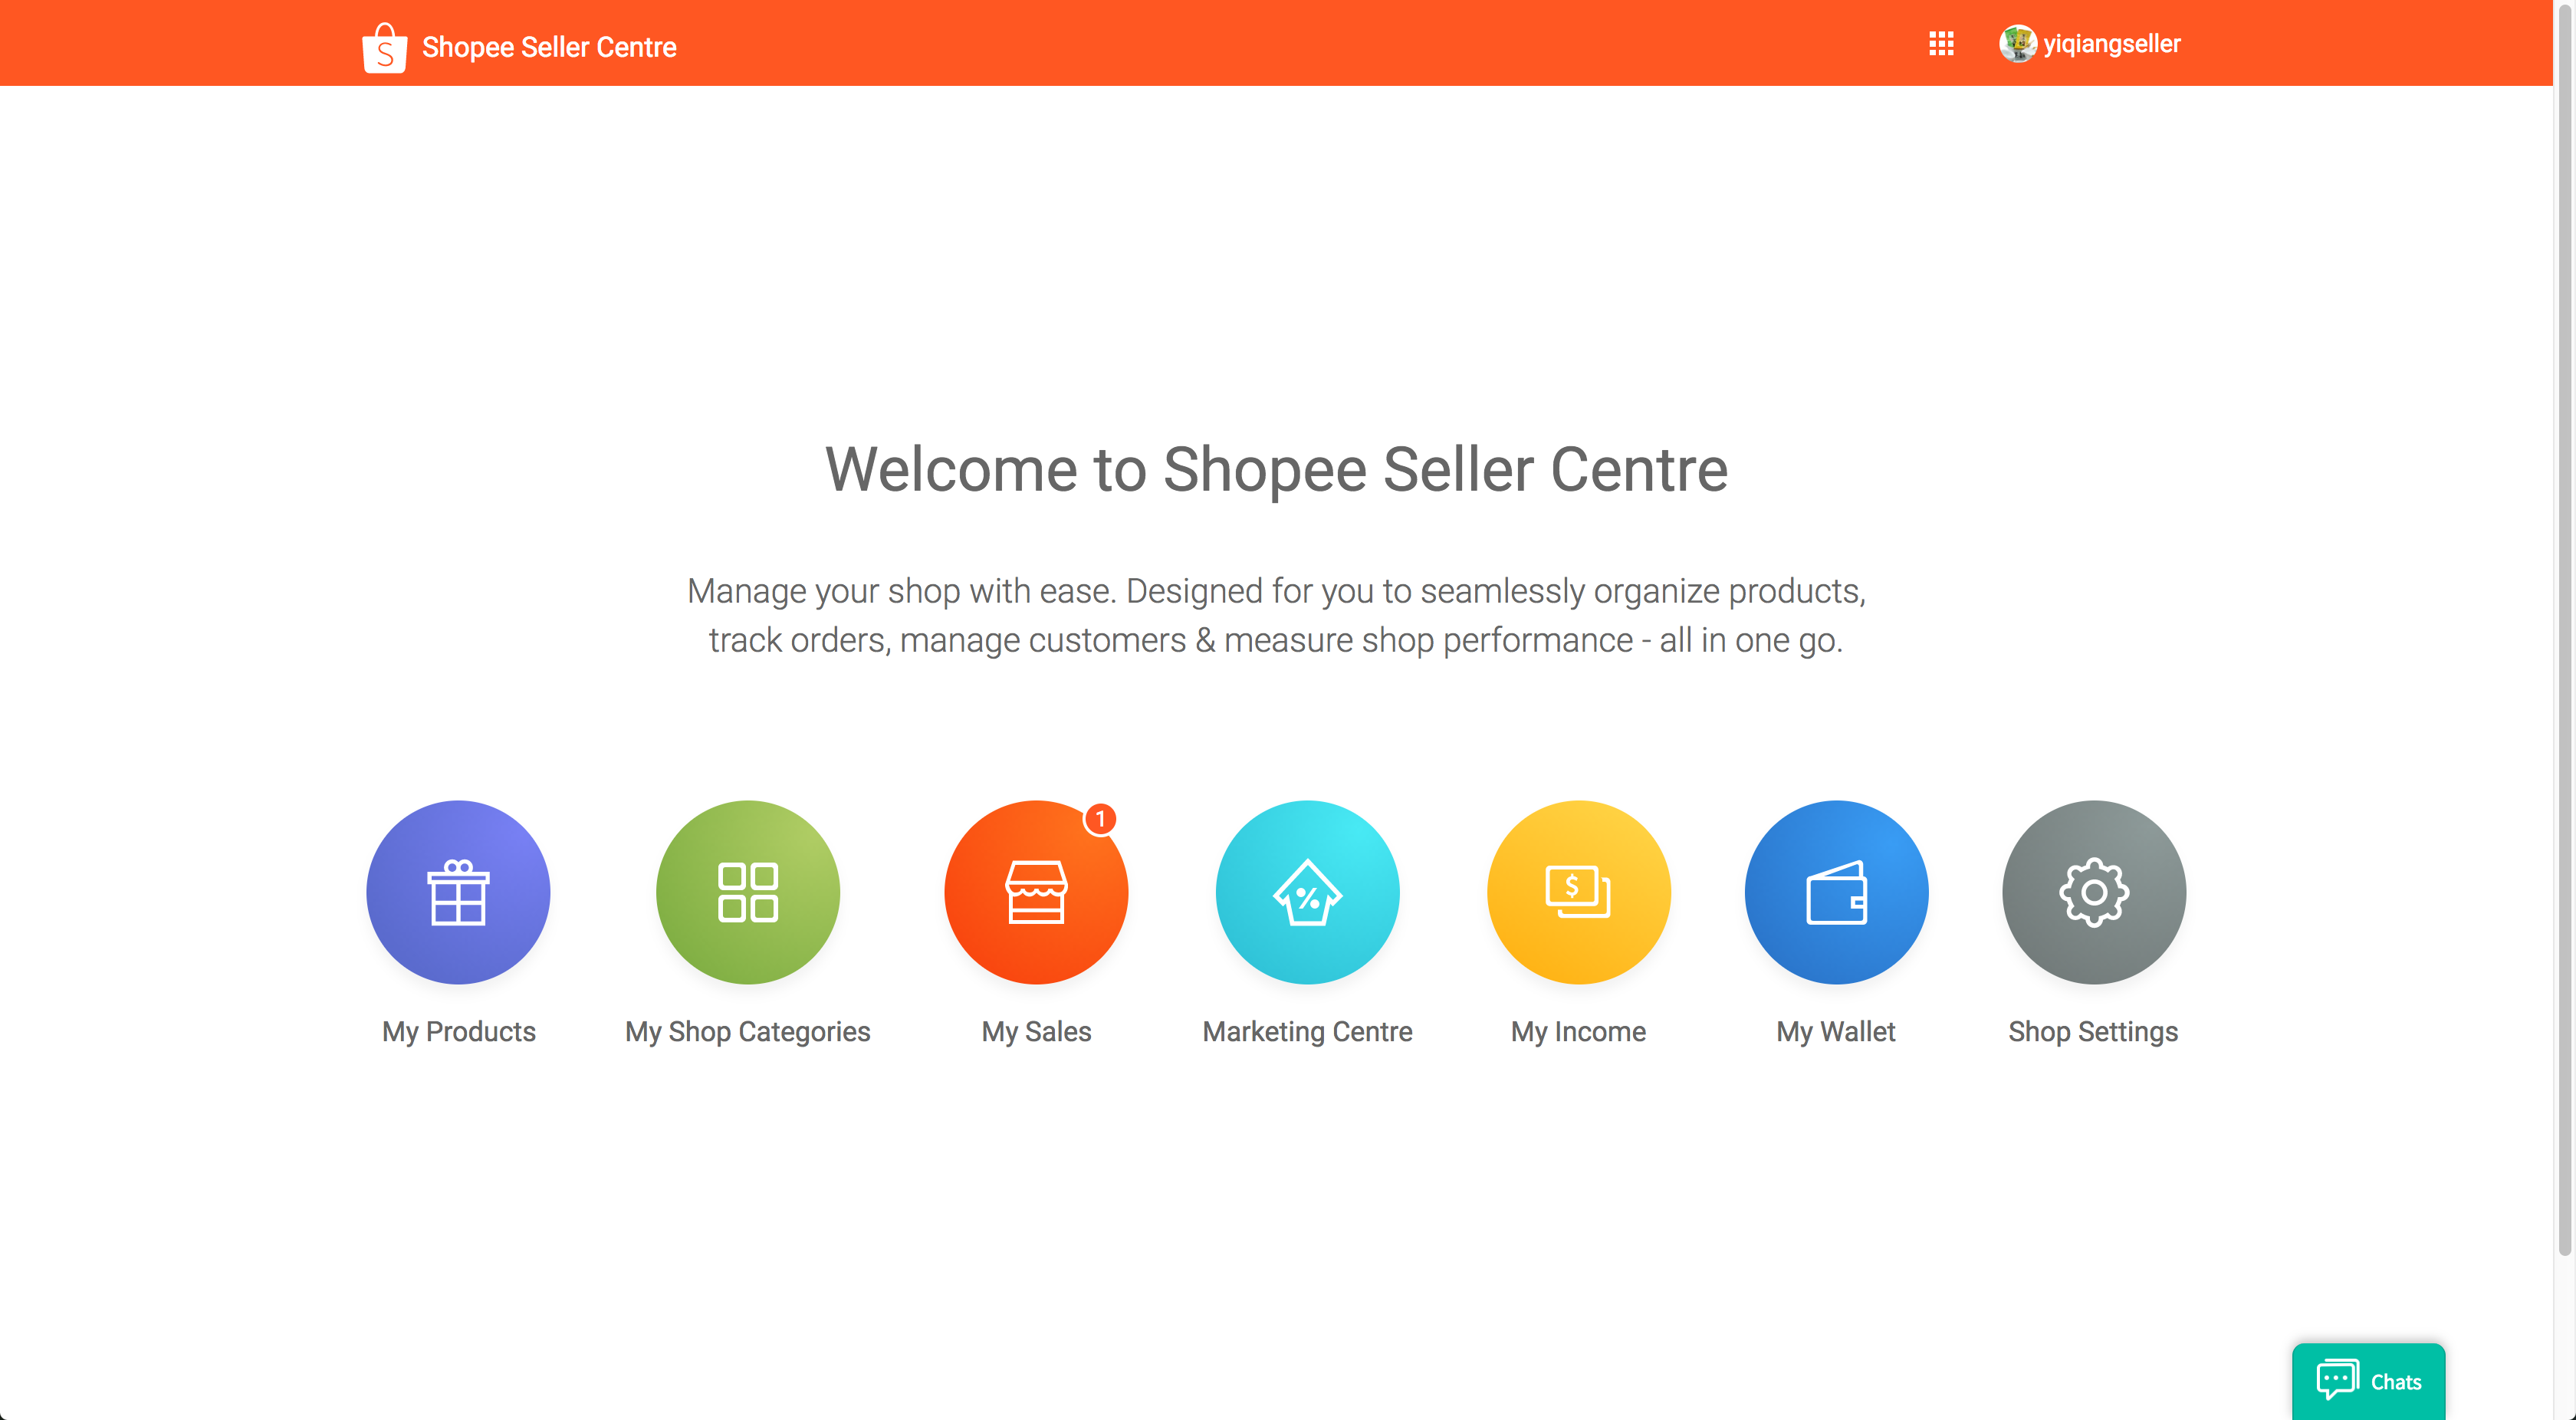 Shopee Seller Centre
yiqiangseller
Welcome to Shopee Seller Centre
Manage your shop with ease. Designed for you to seamlessly organize products,
track orders, manage customers & measure shop performance - all in one go.
1
My Products
My Shop Categories
My Sales
Marketing Centre
My Income
My Wallet
Shop Settings
Chats